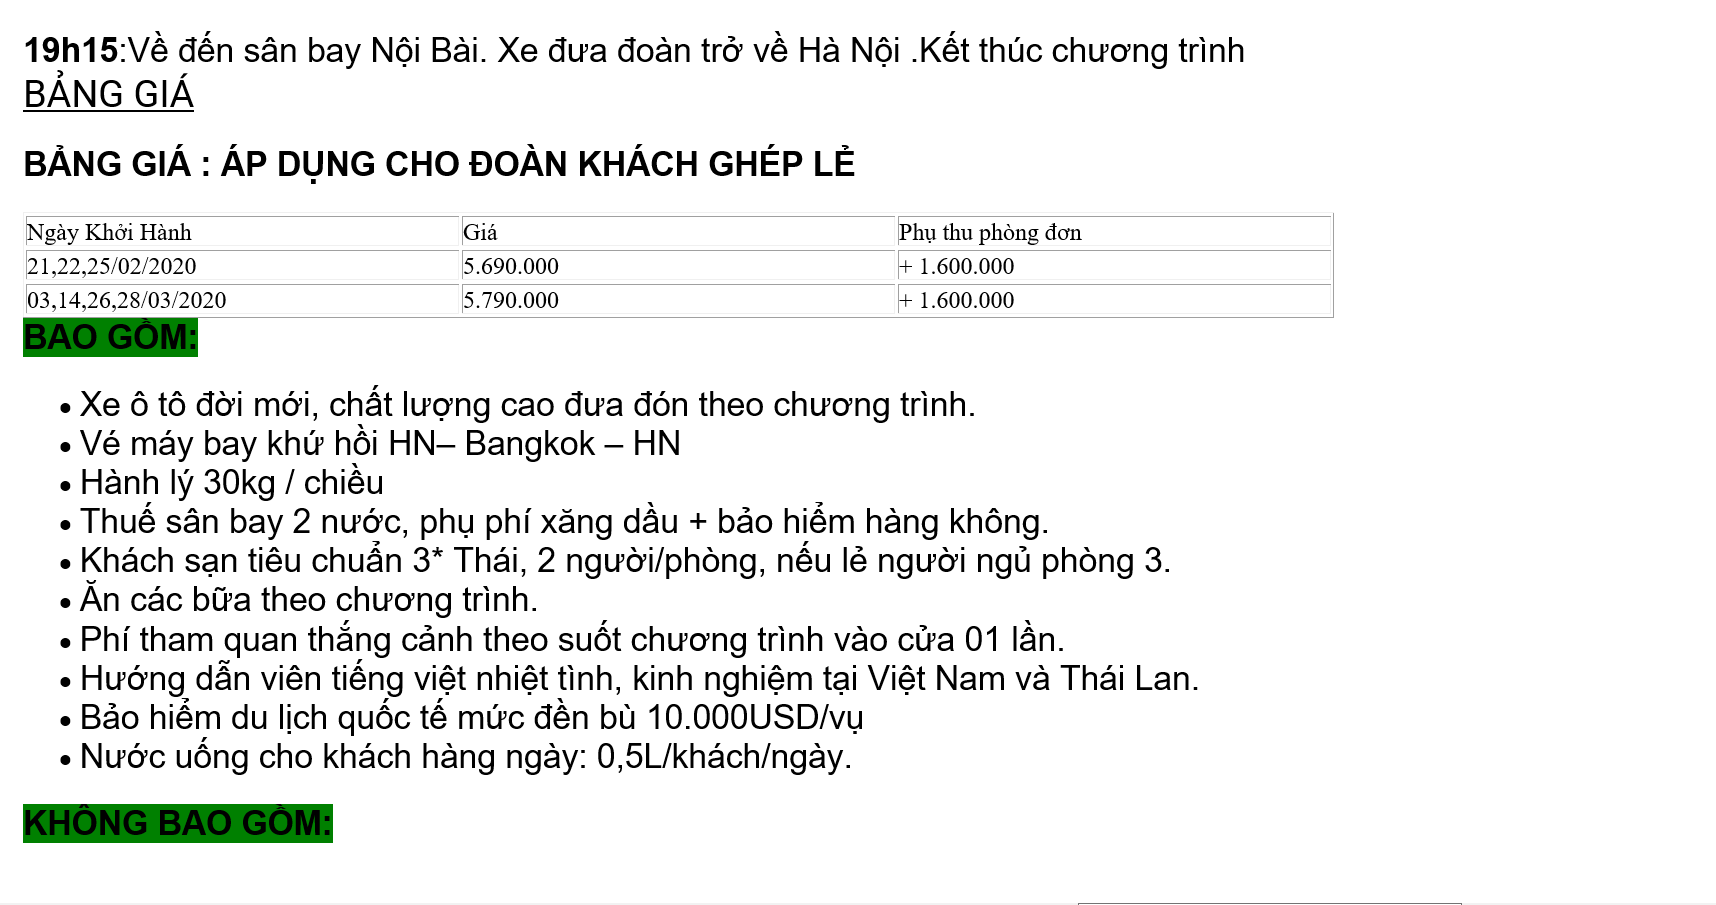 19h15:Về đến sân bay Nội Bài. Xe đưa đoàn trở về Hà Nội .Kết thúc chương trình
BẢNG GIÁ
BẢNG GIÁ : ÁP DỤNG CHO ĐOÀN KHÁCH GHÉP LẺ
Ngày Khởi Hành Giá Phụ thu phòng đơn
21,22,25/02/2020 5.690.000 + 1.600.000
03,14,26,28/03/2020 5.790.000 + 1.600.000
BAO GỒM:
• Xe ô tô đời mới, chất lượng cao đưa đón theo chương trình.
• Vé máy bay khứ hồi HN– Bangkok – HN
• Hành lý 30kg / chiều
• Thuế sân bay 2 nước, phụ phí xăng dầu + bảo hiểm hàng không.
• Khách sạn tiêu chuẩn 3* Thái, 2 người/phòng, nếu lẻ người ngủ phòng 3.
• Ăn các bữa theo chương trình.
• Phí tham quan thắng cảnh theo suốt chương trình vào cửa 01 lần.
• Hướng dẫn viên tiếng việt nhiệt tình, kinh nghiệm tại Việt Nam và Thái Lan.
• Bảo hiểm du lịch quốc tế mức đền bù 10.000USD/vụ
• Nước uống cho khách hàng ngày: 0,5L/khách/ngày.
KHÔNG BAO GỒM: